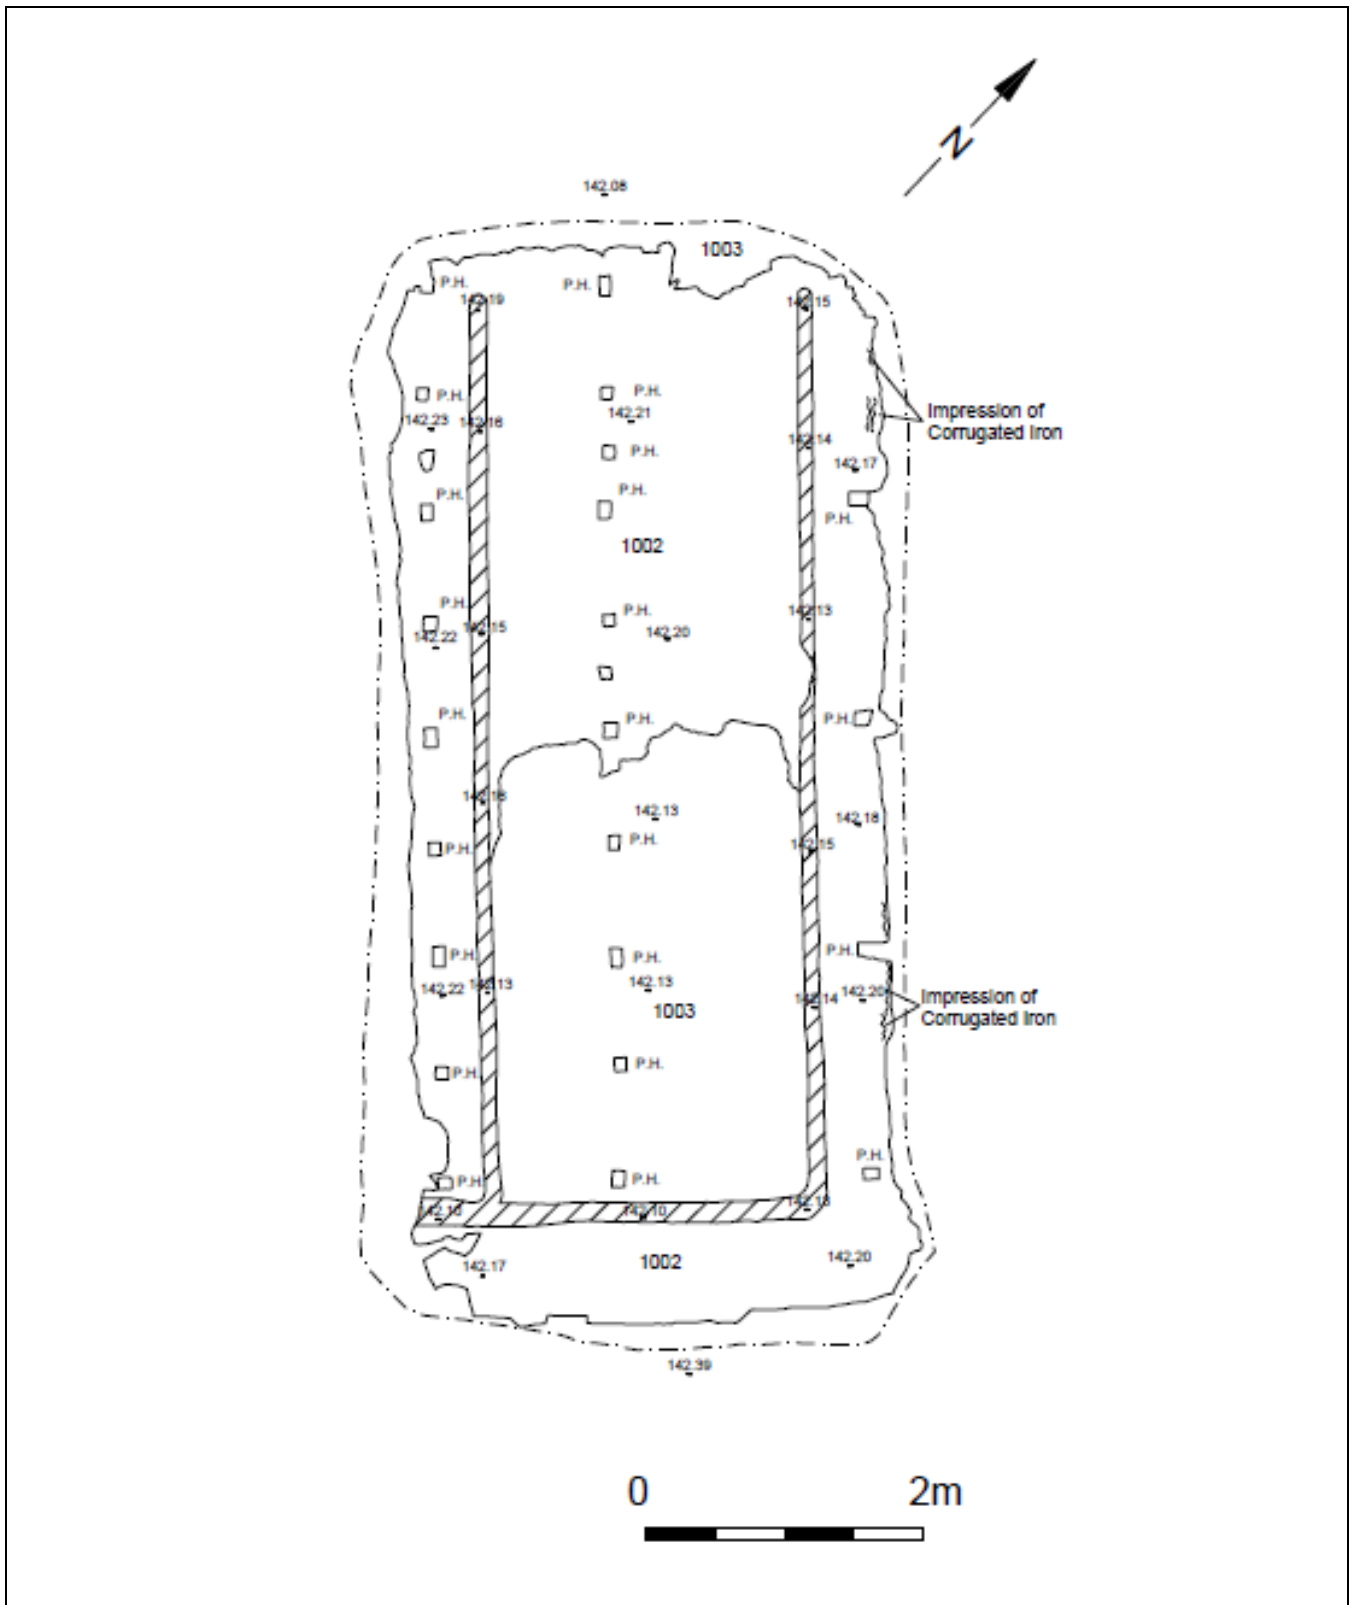 N
142.08
1003
P.H.
P.H.
142.19
142.15
P.H.
P.H.
Impression of
Corrugated Iron
142.23
142.16
142.21
142.14
P.H.
142.17
P.H.
P.H.
P.H.
1002
P.H.
P.H.
142.13
142.22
142.15
142.20
P.H.
P.H.
P.H.
142.16
142.13
142.18
P.H.
P.H.
142.15
P.H.
P.H.
P.H.
142.22
142.13
142.13
142.14
142.20
Impression of
Corrugated Iron
1003
P.H.
P.H.
P.H.
P.H.
P.H.
142.10
142.10
142.13
142.17
1002
142.20
142.39
0 2m